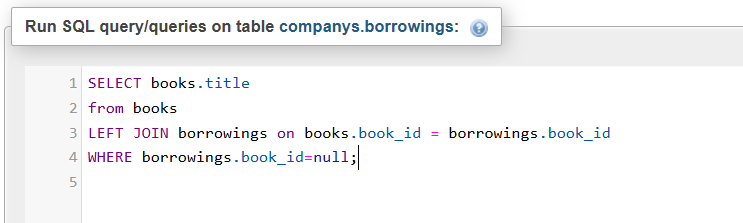 Run SQL query/queries on table companys.borrowings:
1 SELECT books.title
2 from books
3 LEFT JOIN borrowings on books.book_id = borrowings.book_id
4 WHERE borrowings.book_id=null;
5